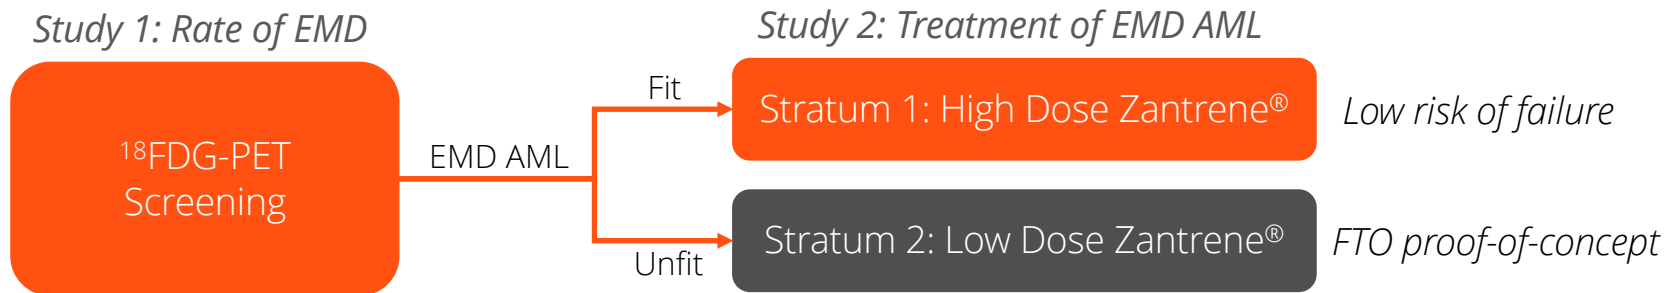 Study 1: Rate of EMD
¹⁸FDG-PET
Screening
EMD AML
Fit
Unfit
Study 2: Treatment of EMD AML
Stratum 1: High Dose Zantrene®
Low risk of failure
Stratum 2: Low Dose Zantrene®
FTO proof-of-concept